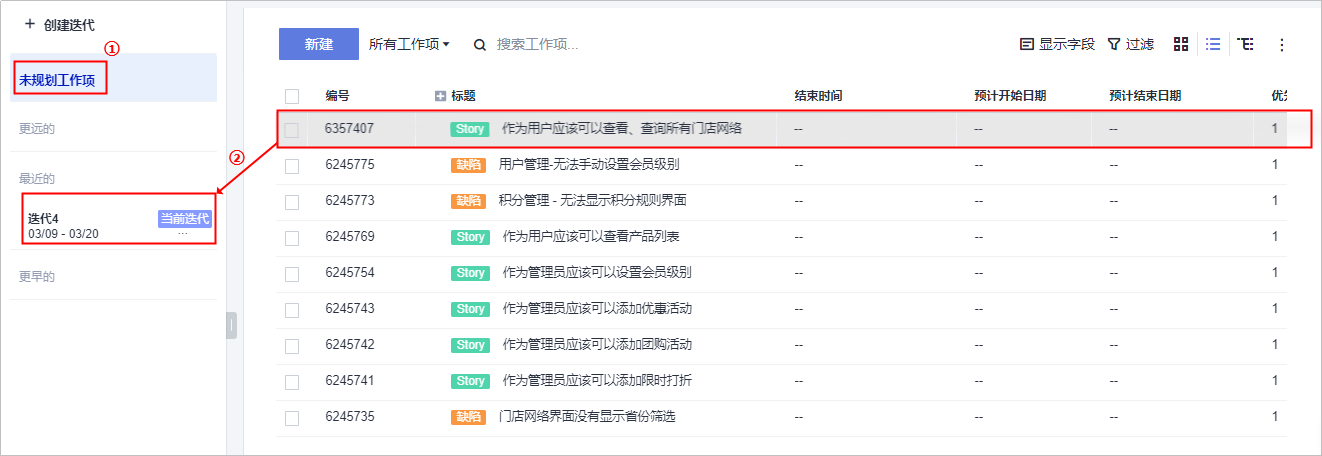 创建迭代
①
未规划工作项
更远的
②
最近的
迭代4 当前迭代
03/09 - 03/20 ...
更早的
新建 所有工作项 搜索工作项... 显示字段 过滤
编号 标题 结束时间 预计开始日期 预计结束日期
6357407 Story 作为用户应该可以查看、查询所有门店网络 -- -- -- 1
6245775 缺陷 用户管理-无法手动设置会员级别 -- -- -- 1
6245773 缺陷 积分管理 - 无法显示积分规则界面 -- -- -- 1
6245769 Story 作为用户应该可以查看产品列表 -- -- -- 1
6245754 Story 作为管理员应该可以设置会员级别 -- -- -- 1
6245743 Story 作为管理员应该可以添加优惠活动 -- -- -- 1
6245742 Story 作为管理员应该可以添加团购活动 -- -- -- 1
6245741 Story 作为管理员应该可以添加限时打折 -- -- -- 1
6245735 缺陷 门店网络界面没有显示省份筛选 -- -- -- 1